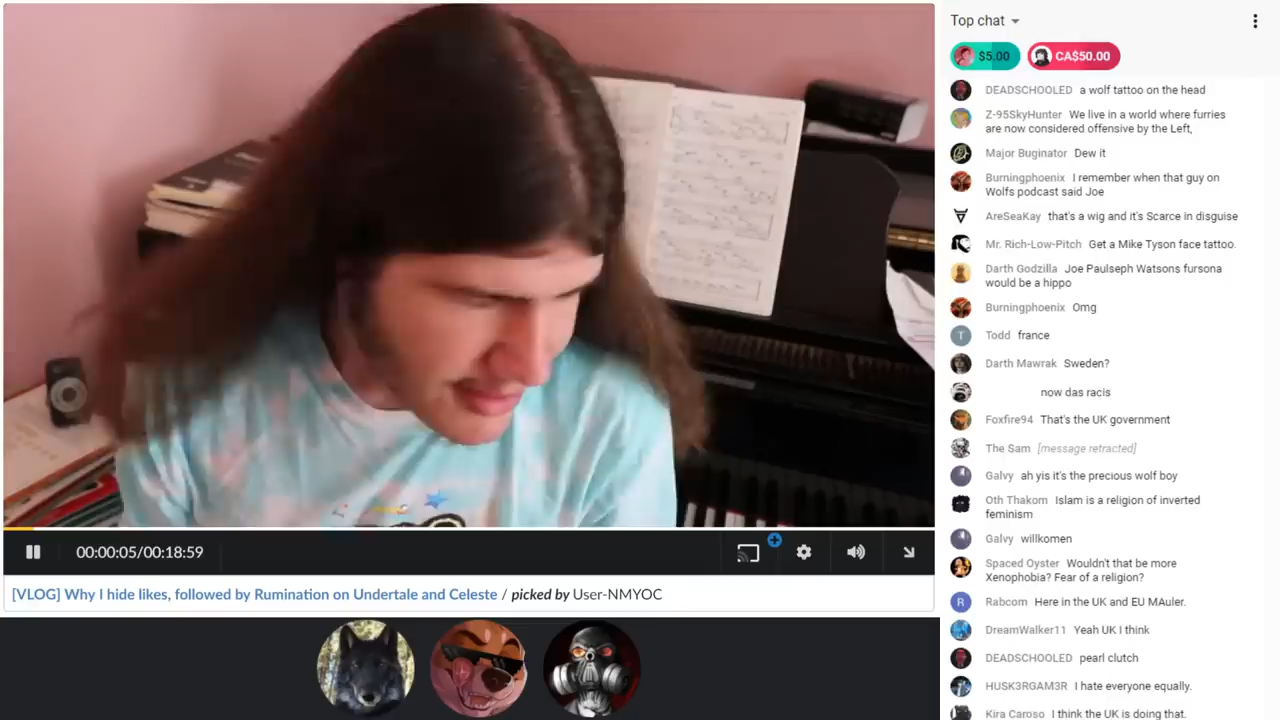 Top chat
$5.00
CA$50.00
DEADSCHOOLED a wolf tattoo on the head
Z-95SkyHunter We live in a world where furries
are now considered offensive by the Left,
Major Buginator Dew it
Burningphoenix I remember when that guy on
Wolfs podcast said Joe
AreSeaKay that's a wig and it's Scarce in disguise
Mr. Rich-Low-Pitch Get a Mike Tyson face tattoo.
Darth Godzilla Joe Paulseph Watsons fursona
would be a hippo
Burningphoenix Omg
T Todd france
Darth Mawrak Sweden?
now das racis
Foxfire94 That's the UK government
The Sam [message retracted]
Galvy ah yis it's the precious wolf boy
Oth Thakom Islam is a religion of inverted
feminism
Galvy willkomen
Spaced Oyster Wouldn't that be more
Xenophobia? Fear of a religion?
R Rabcom Here in the UK and EU MAuler.
DreamWalker11 Yeah UK I think
DEADSCHOOLED pearl clutch
HUSK3RGAM3R I hate everyone equally.
Kira Caroso I think the UK is doing that.
00:00:05/00:18:59
[VLOG] Why I hide likes, followed by Rumination on Undertale and Celeste / picked by User-NMYOC